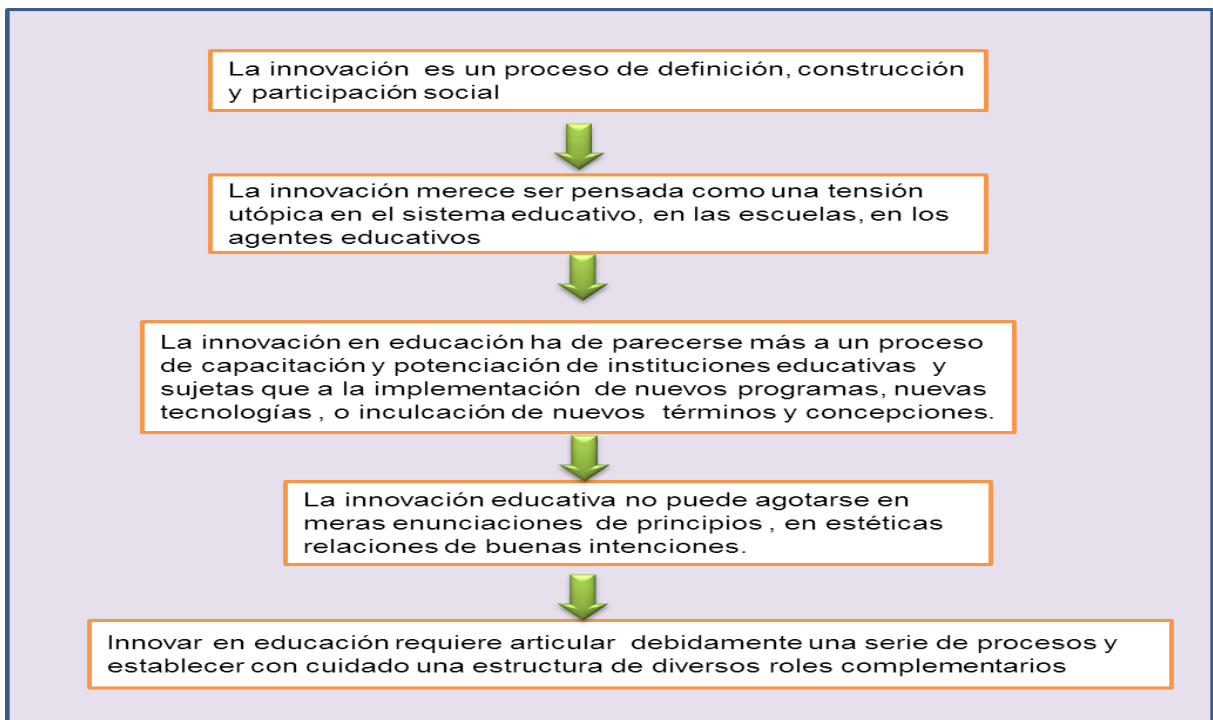 La innovación es un proceso de definición, construcción
y participación social
La innovación merece ser pensada como una tensión
utópica en el sistema educativo, en las escuelas, en los
agentes educativos
La innovación en educación ha de parecerse más a un proceso
de capacitación y potenciación de instituciones educativas y
sujetas que a la implementación de nuevos programas, nuevas
tecnologías , o inculcación de nuevos términos y concepciones.
La innovación educativa no puede agotarse en
meras enunciaciones de principios , en estéticas
relaciones de buenas intenciones.
Innovar en educación requiere articular debidamente una serie de procesos y
establecer con cuidado una estructura de diversos roles complementarios